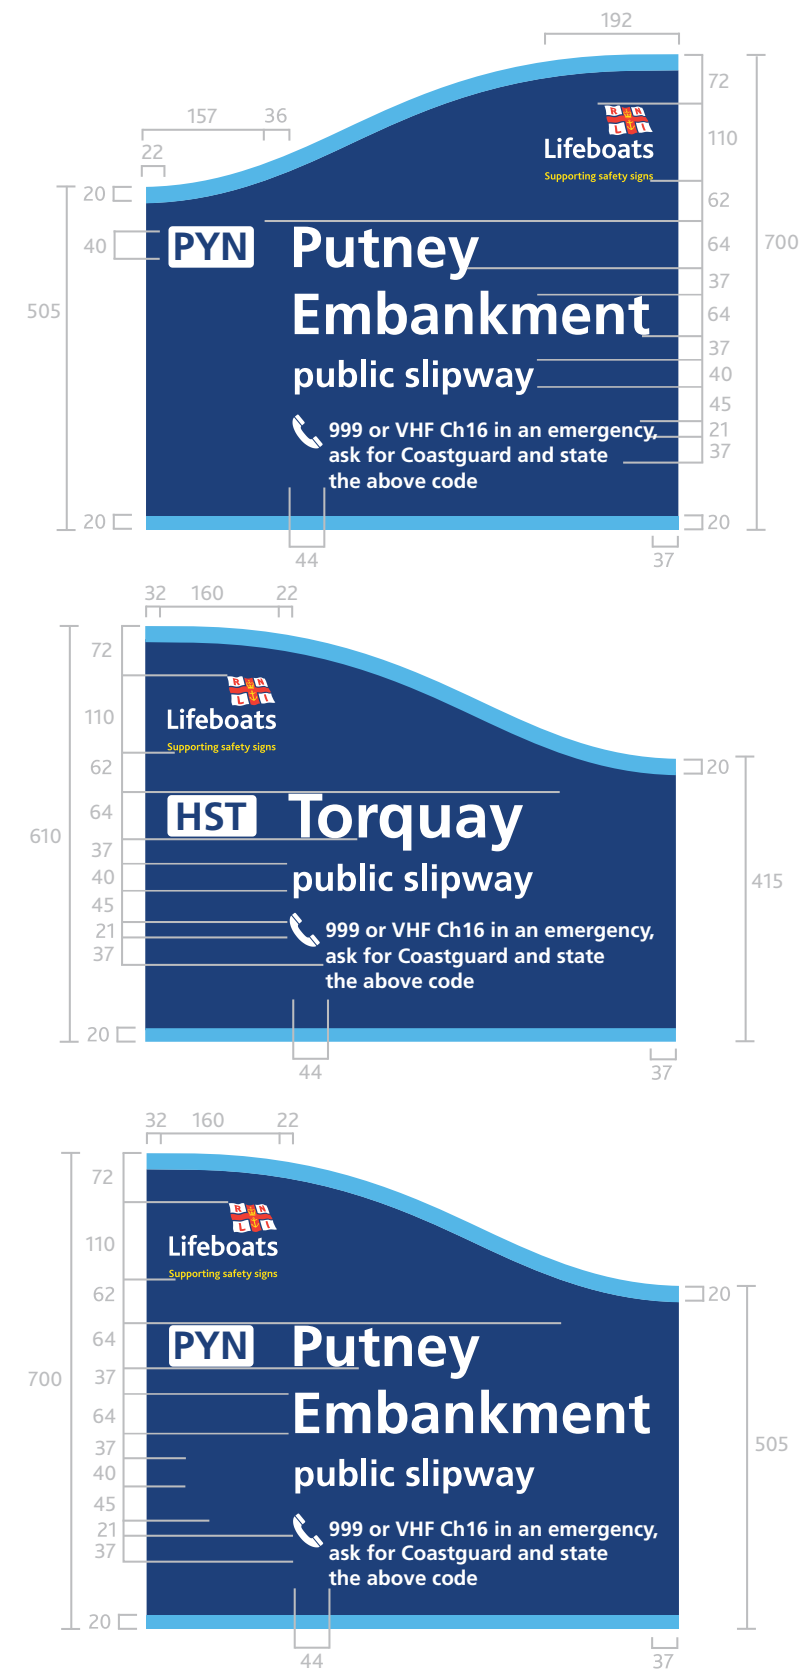 192
72
157 36
110
R N
L I
Lifeboats
22
Supporting safety signs
20
62
PYN Putney
40
64
700
37
505
Embankment
64
37
public slipway
40
45
999 or VHF Ch16 in an emergency,
21
ask for Coastguard and state
37
the above code
20
20
44
37
32 160 22
72
R N
L I
110
Lifeboats
Supporting safety signs
62
20
HST Torquay
64
610
37
public slipway
40
415
45
999 or VHF Ch16 in an emergency,
21
ask for Coastguard and state
37
the above code
20
44
37
32 160 22
72
R N
L I
110
Lifeboats
Supporting safety signs
62
20
PYN Putney
64
700
37
Embankment
64
505
37
public slipway
40
45
999 or VHF Ch16 in an emergency,
21
ask for Coastguard and state
37
the above code
20
44
37